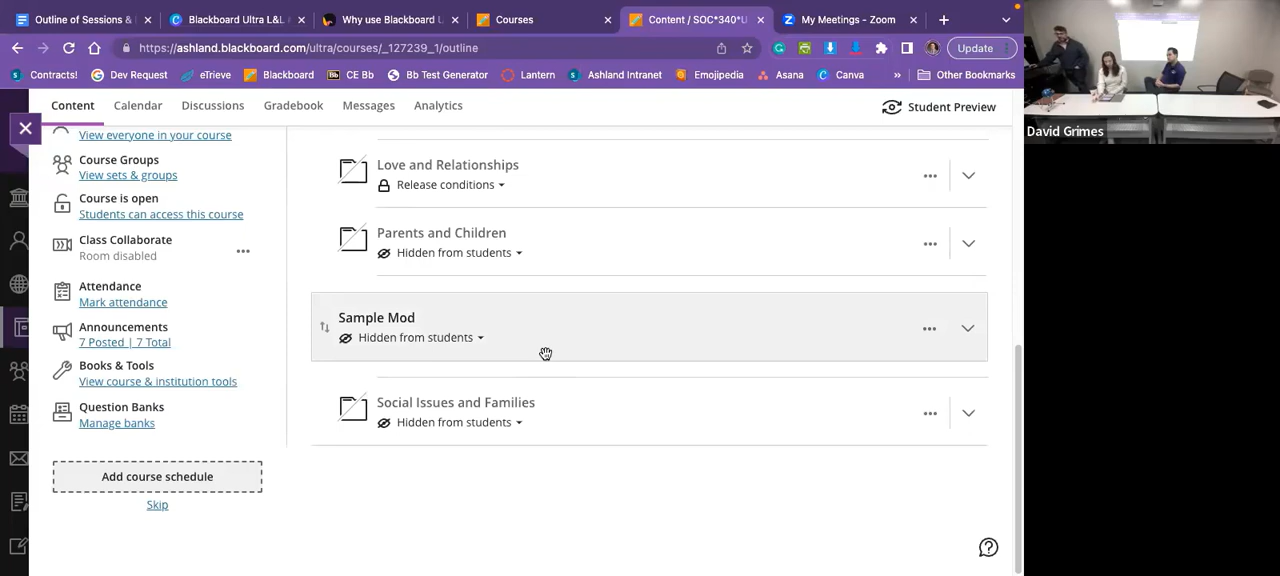 Outline of Sessions &
Blackboard Ultra L&L
Why use Blackboard U
Courses
Content / SOC*340*U
My Meetings - Zoom
https://ashland.blackboard.com/ultra/courses/_127239_1/outline
Update
Contracts!
Dev Request
eTrieve
Blackboard
CE Bb
Bb Test Generator
Lantern
Ashland Intranet
Emojipedia
Asana
Canva
»
Other Bookmarks
Content
Calendar
Discussions
Gradebook
Messages
Analytics
Student Preview
David Grimes
View everyone in your course
Course Groups
View sets & groups
Course is open
Students can access this course
Class Collaborate
Room disabled
Attendance
Mark attendance
Announcements
7 Posted | 7 Total
Books & Tools
View course & institution tools
Question Banks
Manage banks
Add course schedule
Skip
Love and Relationships
Release conditions
Parents and Children
Hidden from students
Sample Mod
Hidden from students
Social Issues and Families
Hidden from students